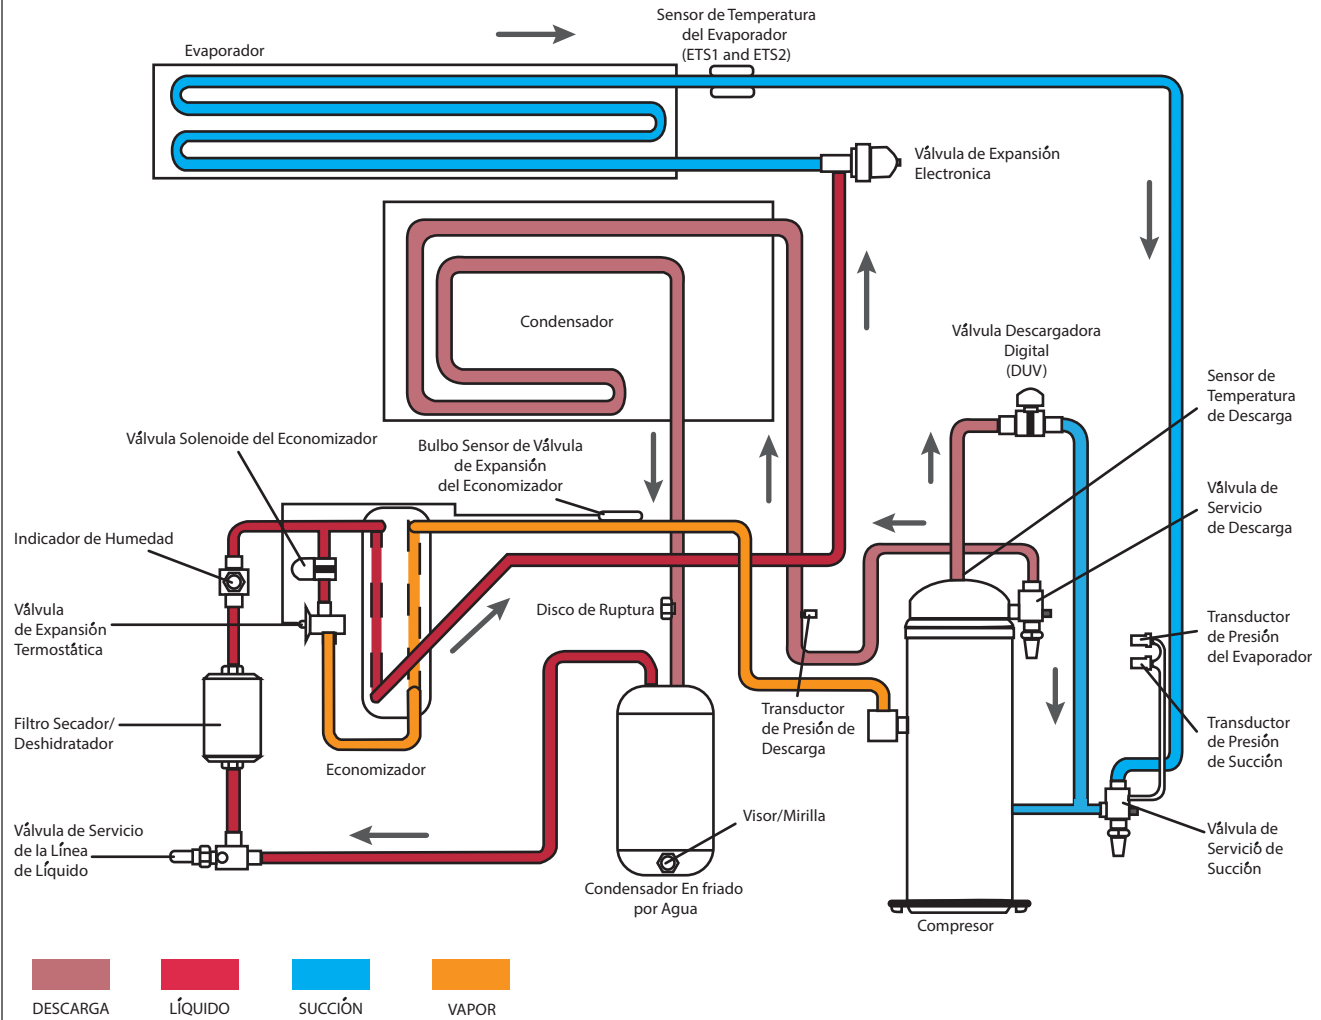 Sensor de Temperatura
del Evaporador
(ETS1 and ETS2)
Evaporador
Válvula de Expansión
Electronica
Condensador
Válvula Descargadora
Digital
(DUV)
Sensor de
Temperatura
de Descarga
Válvula Solenoide del Economizador
Bulbo Sensor de Válvula
de Expansión
del Economizador
Válvula de
Servicio
de Descarga
Indicador de Humedad
Válvula
de Expansión
Termostática
Disco de Ruptura
Transductor
de Presión
del Evaporador
Filtro Secador/
Deshidratador
Transductor
de Presión de
Descarga
Transductor
de Presión
de Succión
Economizador
Válvula de Servicio
de la Línea
de Líquido
Visor/Mirilla
Válvula de
Servició de
Succión
Condensador En friado
por Agua
Compresor
DESCARGA
LÍQUIDO
SUCCIÓN
VAPOR